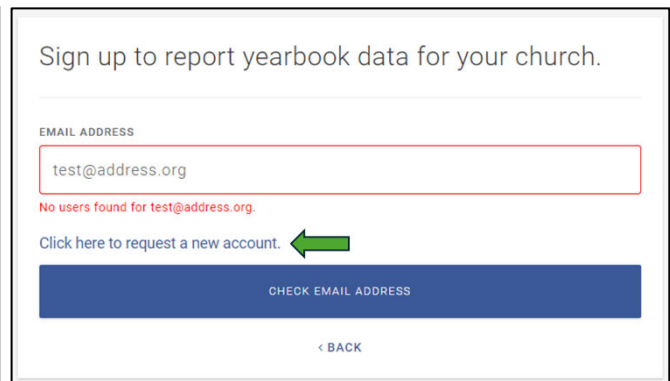 Sign up to report yearbook data for your church.
EMAIL ADDRESS
test@address.org
No users found for test@address.org.
Click here to request a new account.
CHECK EMAIL ADDRESS
< BACK